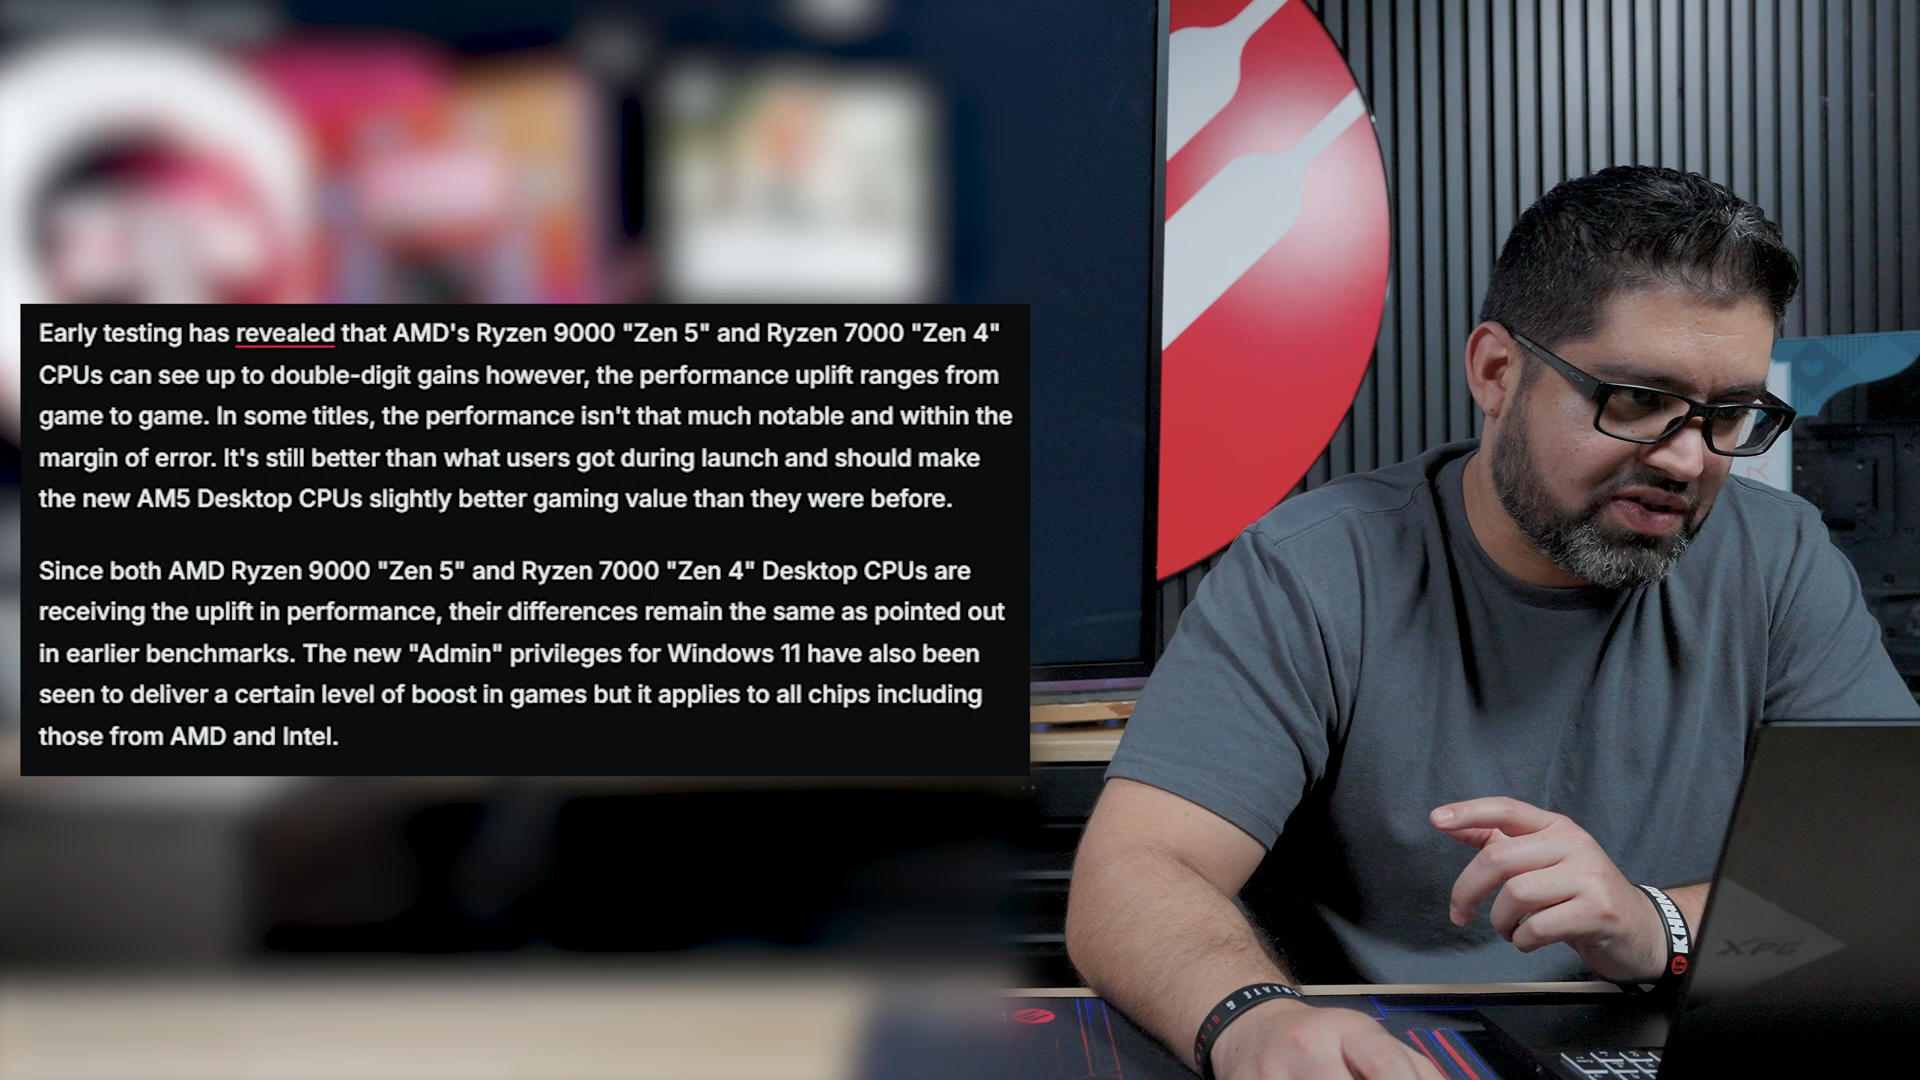 Early testing has revealed that AMD's Ryzen 9000 "Zen 5" and Ryzen 7000 "Zen 4"
CPUs can see up to double-digit gains however, the performance uplift ranges from
game to game. In some titles, the performance isn't that much notable and within the
margin of error. It's still better than what users got during launch and should make
the new AM5 Desktop CPUs slightly better gaming value than they were before.
Since both AMD Ryzen 9000 "Zen 5" and Ryzen 7000 "Zen 4" Desktop CPUs are
receiving the uplift in performance, their differences remain the same as pointed out
in earlier benchmarks. The new "Admin" privileges for Windows 11 have also been
seen to deliver a certain level of boost in games but it applies to all chips including
those from AMD and Intel.
XPG